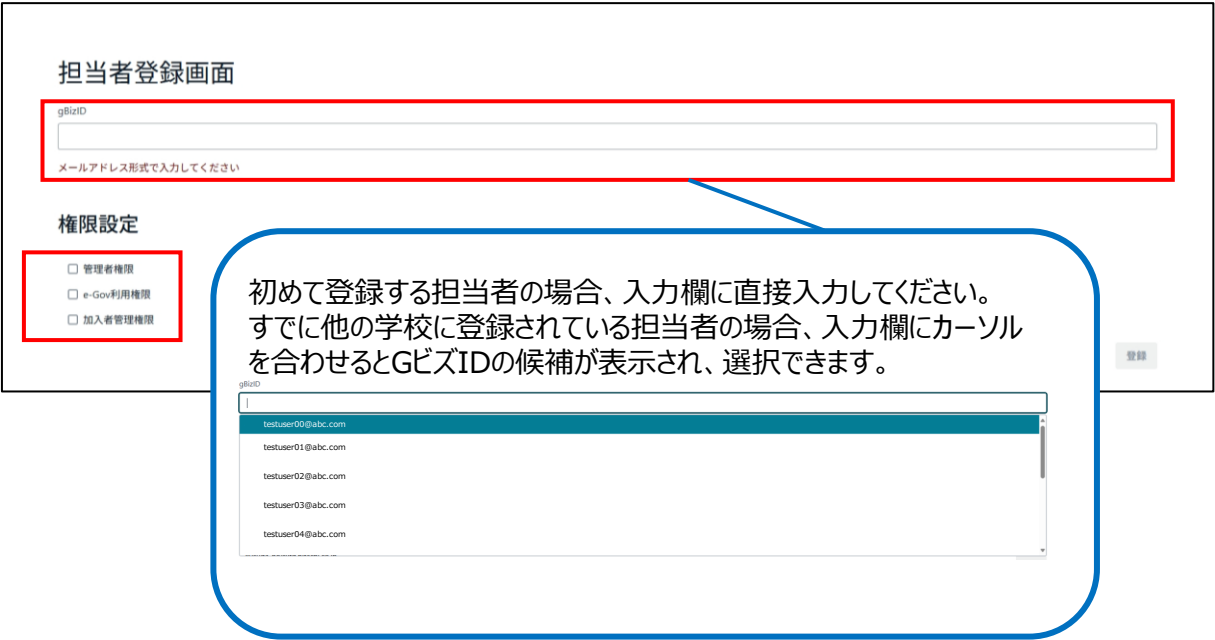 担当者登録画面
gBizID
メールアドレス形式で入力してください
権限設定
管理者権限
e-Gov利用権限
加入者管理権限
登録
初めて登録する担当者の場合、入力欄に直接入力してください。
すでに他の学校に登録されている担当者の場合、入力欄にカーソル
を合わせるとGビズIDの候補が表示され、選択できます。
gBizID
testuser00@abc.com
testuser01@abc.com
testuser02@abc.com
testuser03@abc.com
testuser04@abc.com